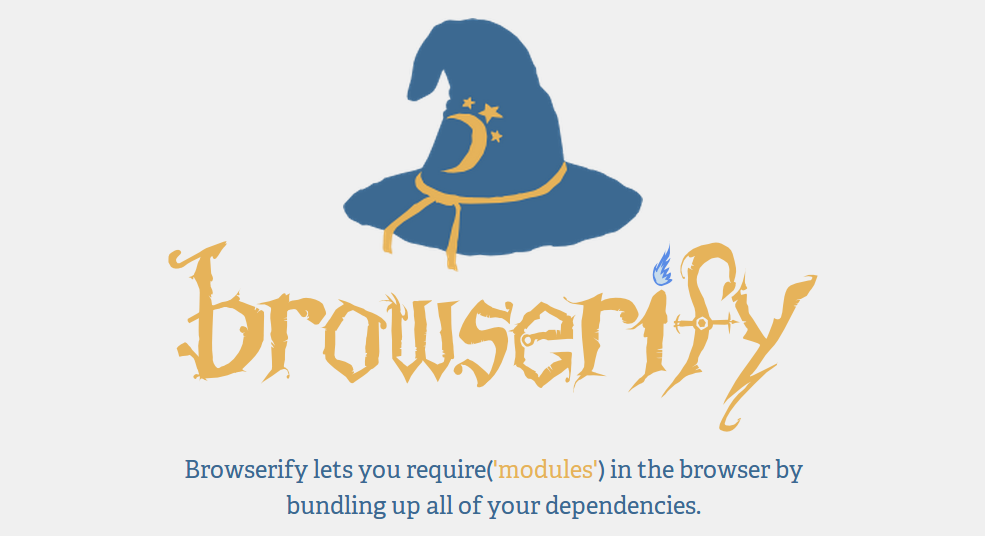 browserify
Browserify lets you require('modules') in the browser by
bundling up all of your dependencies.